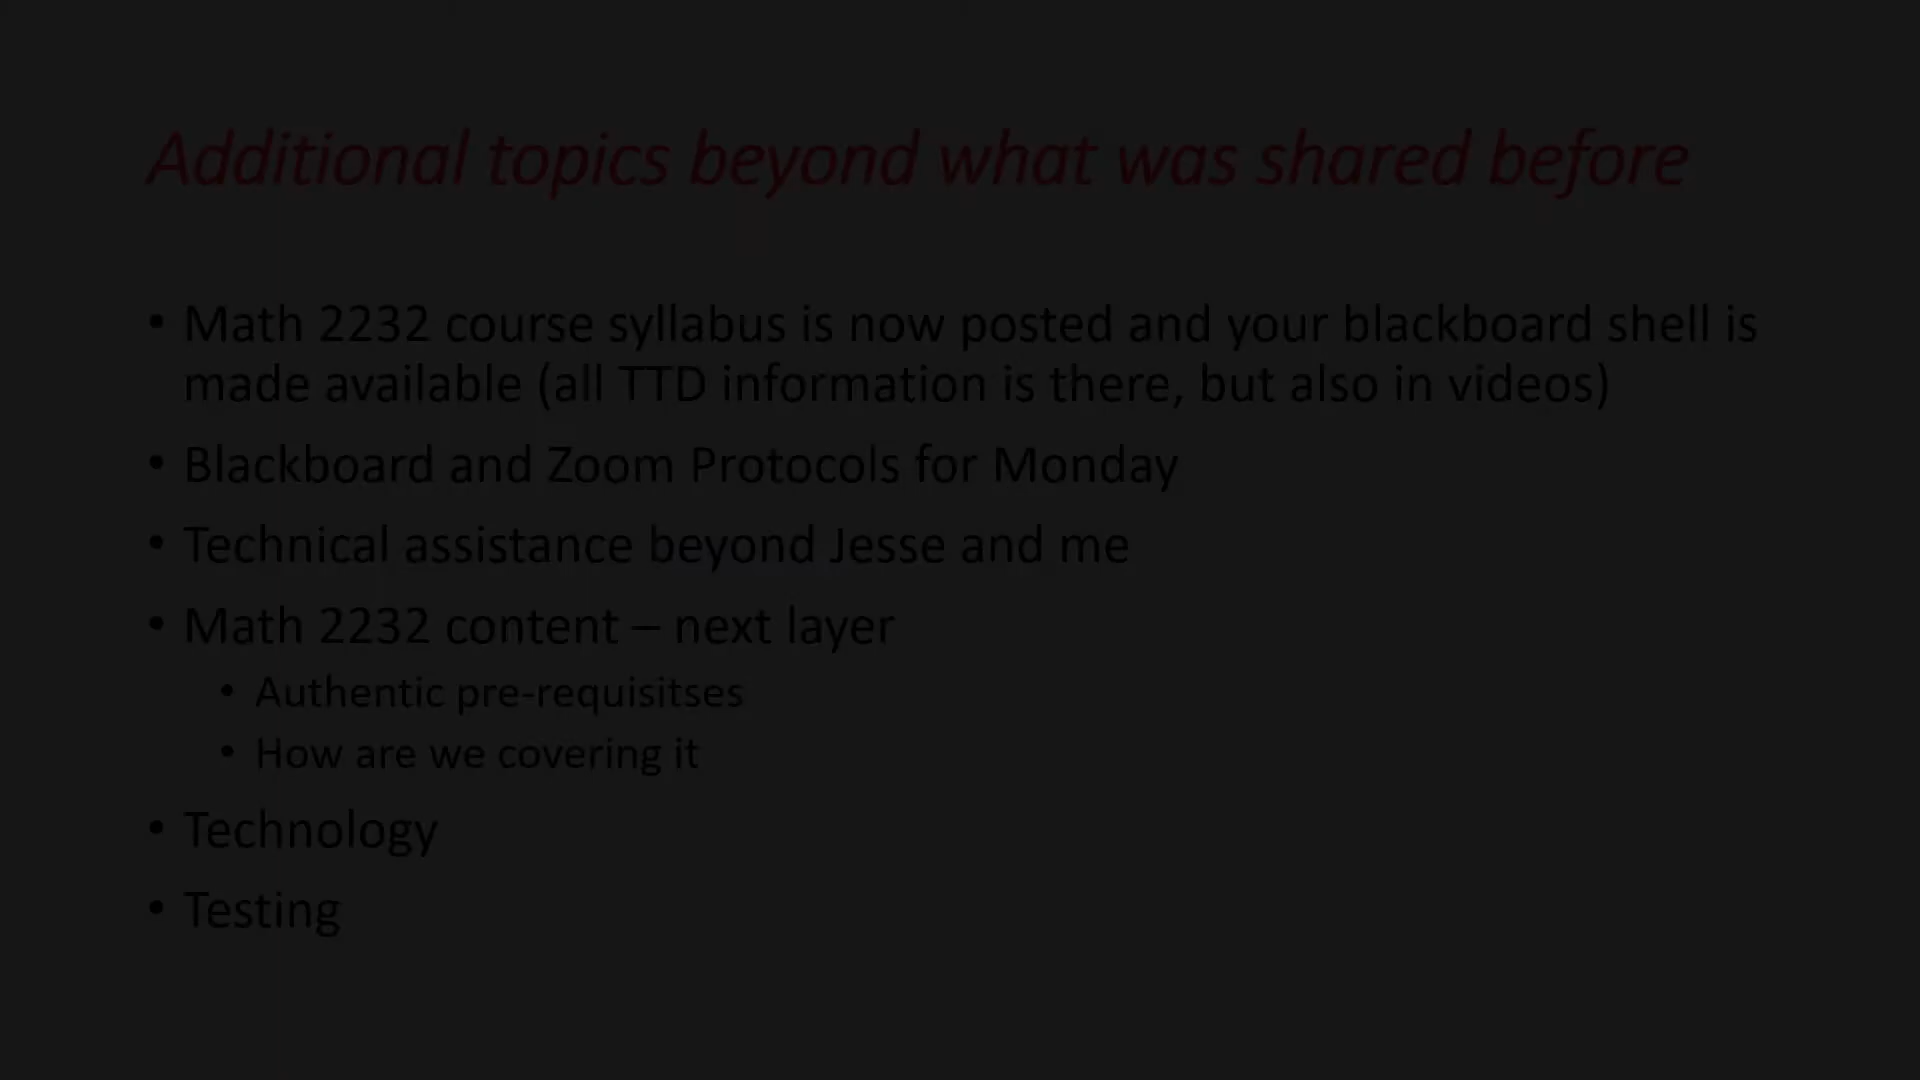 Additional topics beyond what was shared before
• Math 2232 course syllabus is now posted and your blackboard shell is
made available (all TTD information is there, but also in videos)
• Blackboard and Zoom Protocols for Monday
• Technical assistance beyond Jesse and me
• Math 2232 content – next layer
• Authentic pre-requisitses
• How are we covering it
• Technology
• Testing